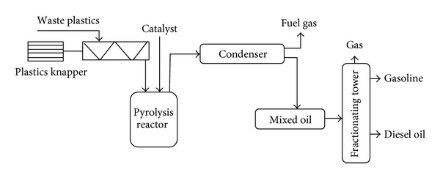 Waste plastics
Catalyst
Fuel gas
Plastics knapper
Condenser
Gas
Pyrolysis
reactor
Mixed oil
Fractionating tower
Gasoline
Diesel oil